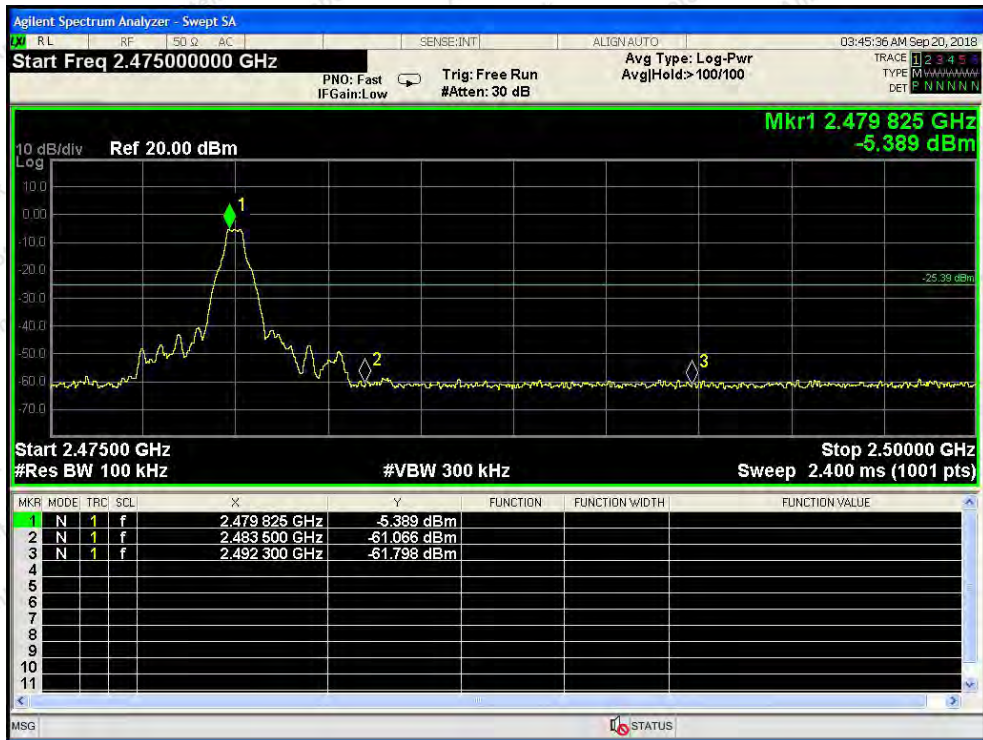 Agilent Spectrum Analyzer - Swept SA
LXI RL RF 50 Ω AC SENSE:INT ALIGN AUTO 03:45:36 AM Sep 20, 2018
Start Freq 2.475000000 GHz
PNO: Fast
IFGain:Low
Trig: Free Run
#Atten: 30 dB
Avg Type: Log-Pwr
Avg|Hold:>100/100
TRACE 1 2 3 4 5 6
TYPE M
DET P N N N N N
Mkr1 2.479 825 GHz
-5.389 dBm
10 dB/div Ref 20.00 dBm
Log
10.0
0.00
-10.0
-20.0
-30.0
-40.0
-50.0
-60.0
-70.0
1
2
3
-25.39 dBm
Start 2.47500 GHz Stop 2.50000 GHz
#Res BW 100 kHz #VBW 300 kHz Sweep 2.400 ms (1001 pts)
MKR MODE TRC SCL X Y FUNCTION FUNCTION WIDTH FUNCTION VALUE
1 N 1 f 2.479 825 GHz -5.389 dBm
2 N 1 f 2.483 500 GHz -61.066 dBm
3 N 1 f 2.492 300 GHz -61.798 dBm
4
5
6
7
8
9
10
11
MSG STATUS